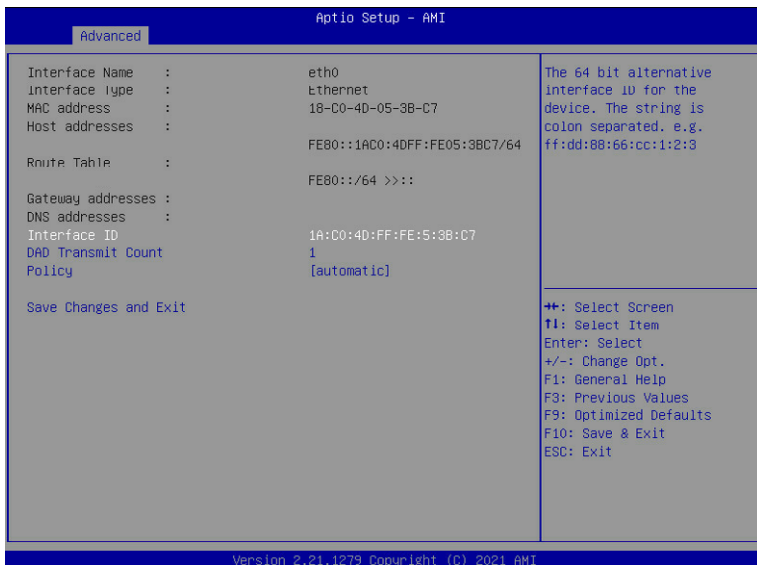 Aptio Setup – AMI
Advanced
Interface Name : eth0
Interface Type : Ethernet
MAC address : 18-C0-4D-05-3B-C7
Host addresses :
FE80::1AC0:4DFF:FE05:3BC7/64
Route Table :
FE80::/64 >>::
Gateway addresses :
DNS addresses :
Interface ID 1A:C0:4D:FF:FE:5:3B:C7
DAD Transmit Count 1
Policy [automatic]
Save Changes and Exit
The 64 bit alternative
interface ID for the
device. The string is
colon separated. e.g.
ff:dd:88:66:cc:1:2:3
→←: Select Screen
↑↓: Select Item
Enter: Select
+/-: Change Opt.
F1: General Help
F3: Previous Values
F9: Optimized Defaults
F10: Save & Exit
ESC: Exit
Version 2.21.1279 Copyright (C) 2021 AMI